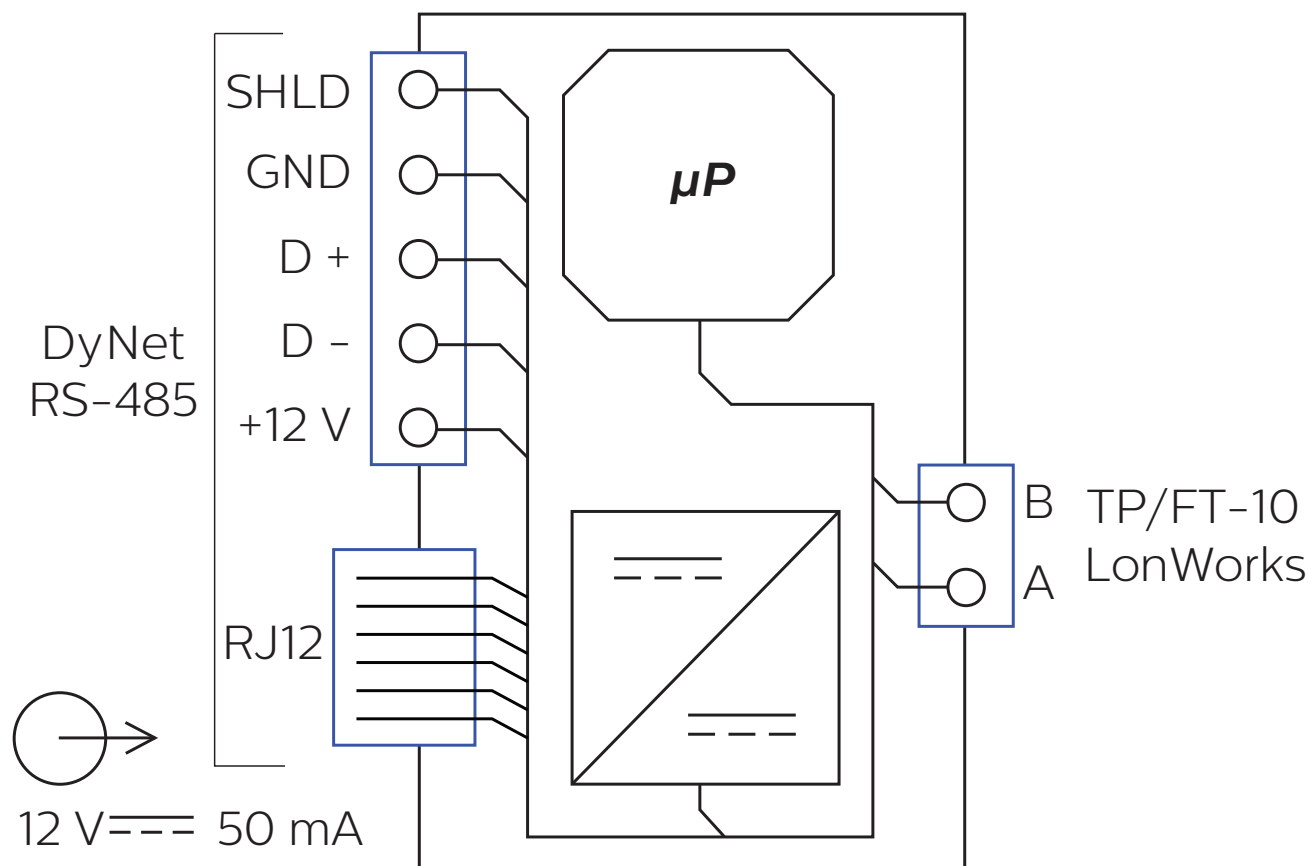 SHLD
GND
D +
D -
+12 V
DyNet
RS-485
RJ12
12 V 50 mA
µP
B
A
TP/FT-10
LonWorks